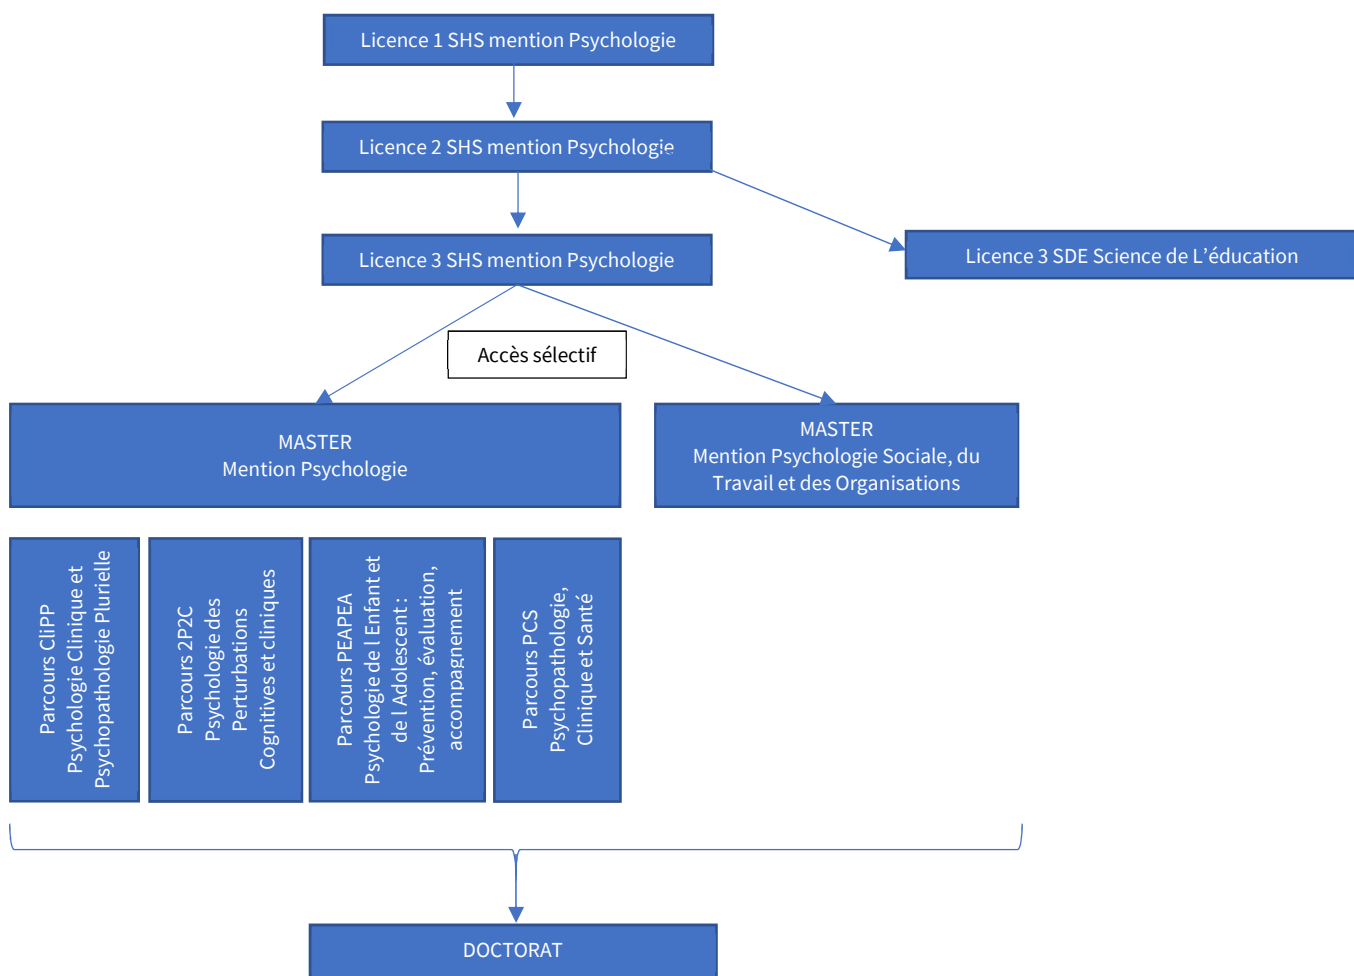 Licence 1 SHS mention Psychologie
Licence 2 SHS mention Psychologie
Licence 3 SHS mention Psychologie
Licence 3 SDE Science de L’éducation
Accès sélectif
MASTER
Mention Psychologie
MASTER
Mention Psychologie Sociale, du
Travail et des Organisations
Parcours CliPP
Psychologie Clinique et
Psychopathologie Plurielle
Parcours 2P2C
Psychologie des
Perturbations
Cognitives et cliniques
Parcours PEAPEA
Psychologie de l Enfant et
de l Adolescent :
Prévention, évaluation,
accompagnement
Parcours PCS
Psychopathologie,
Clinique et Santé
DOCTORAT